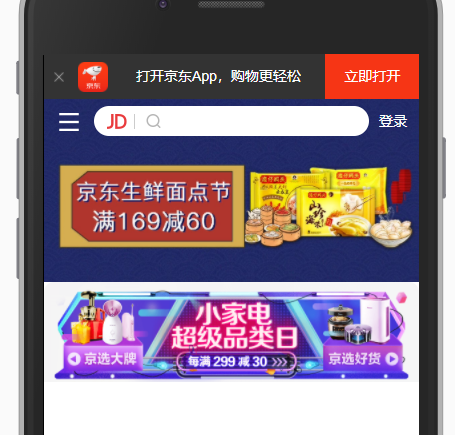 京东
打开京东App，购物更轻松
立即打开
JD
登录
京东生鲜面点节
满169减60
小家电
超级品类日
京选大牌
每满 299 减 30
京选好货